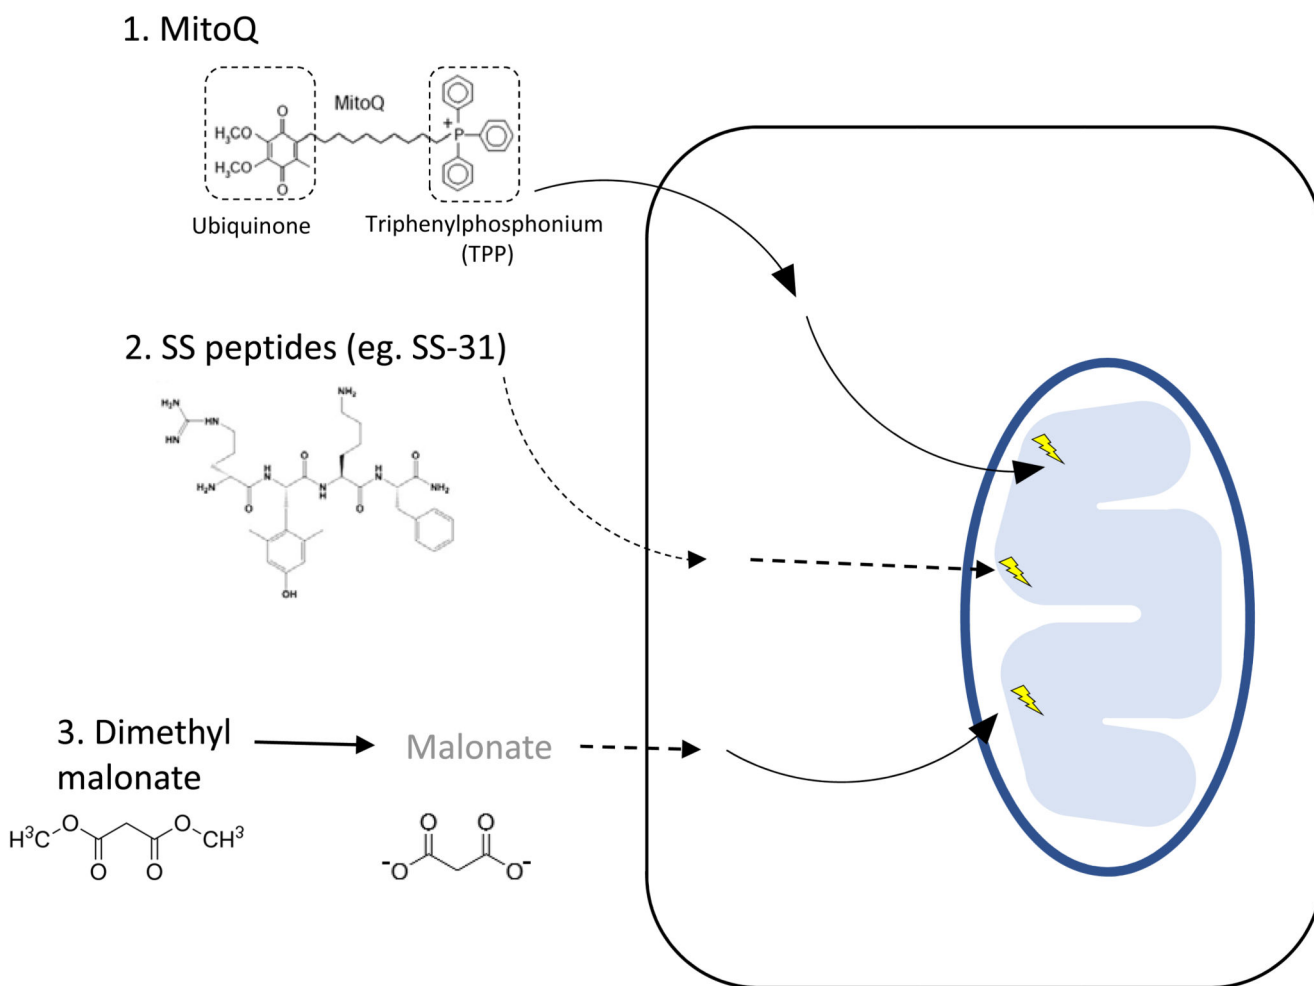 1. MitoQ
MitoQ
O
H₃CO
H₃CO
O
+
P
Ubiquinone
Triphenylphosphonium
(TPP)
2. SS peptides (eg. SS-31)
NH₂
H₂N
HN
NH
H₂N
O
H
N
O
N
H
O
H
N
O
NH₂
OH
3. Dimethyl
malonate
Malonate
H³C
O
O
O
O
CH³
-O
O
O
O-